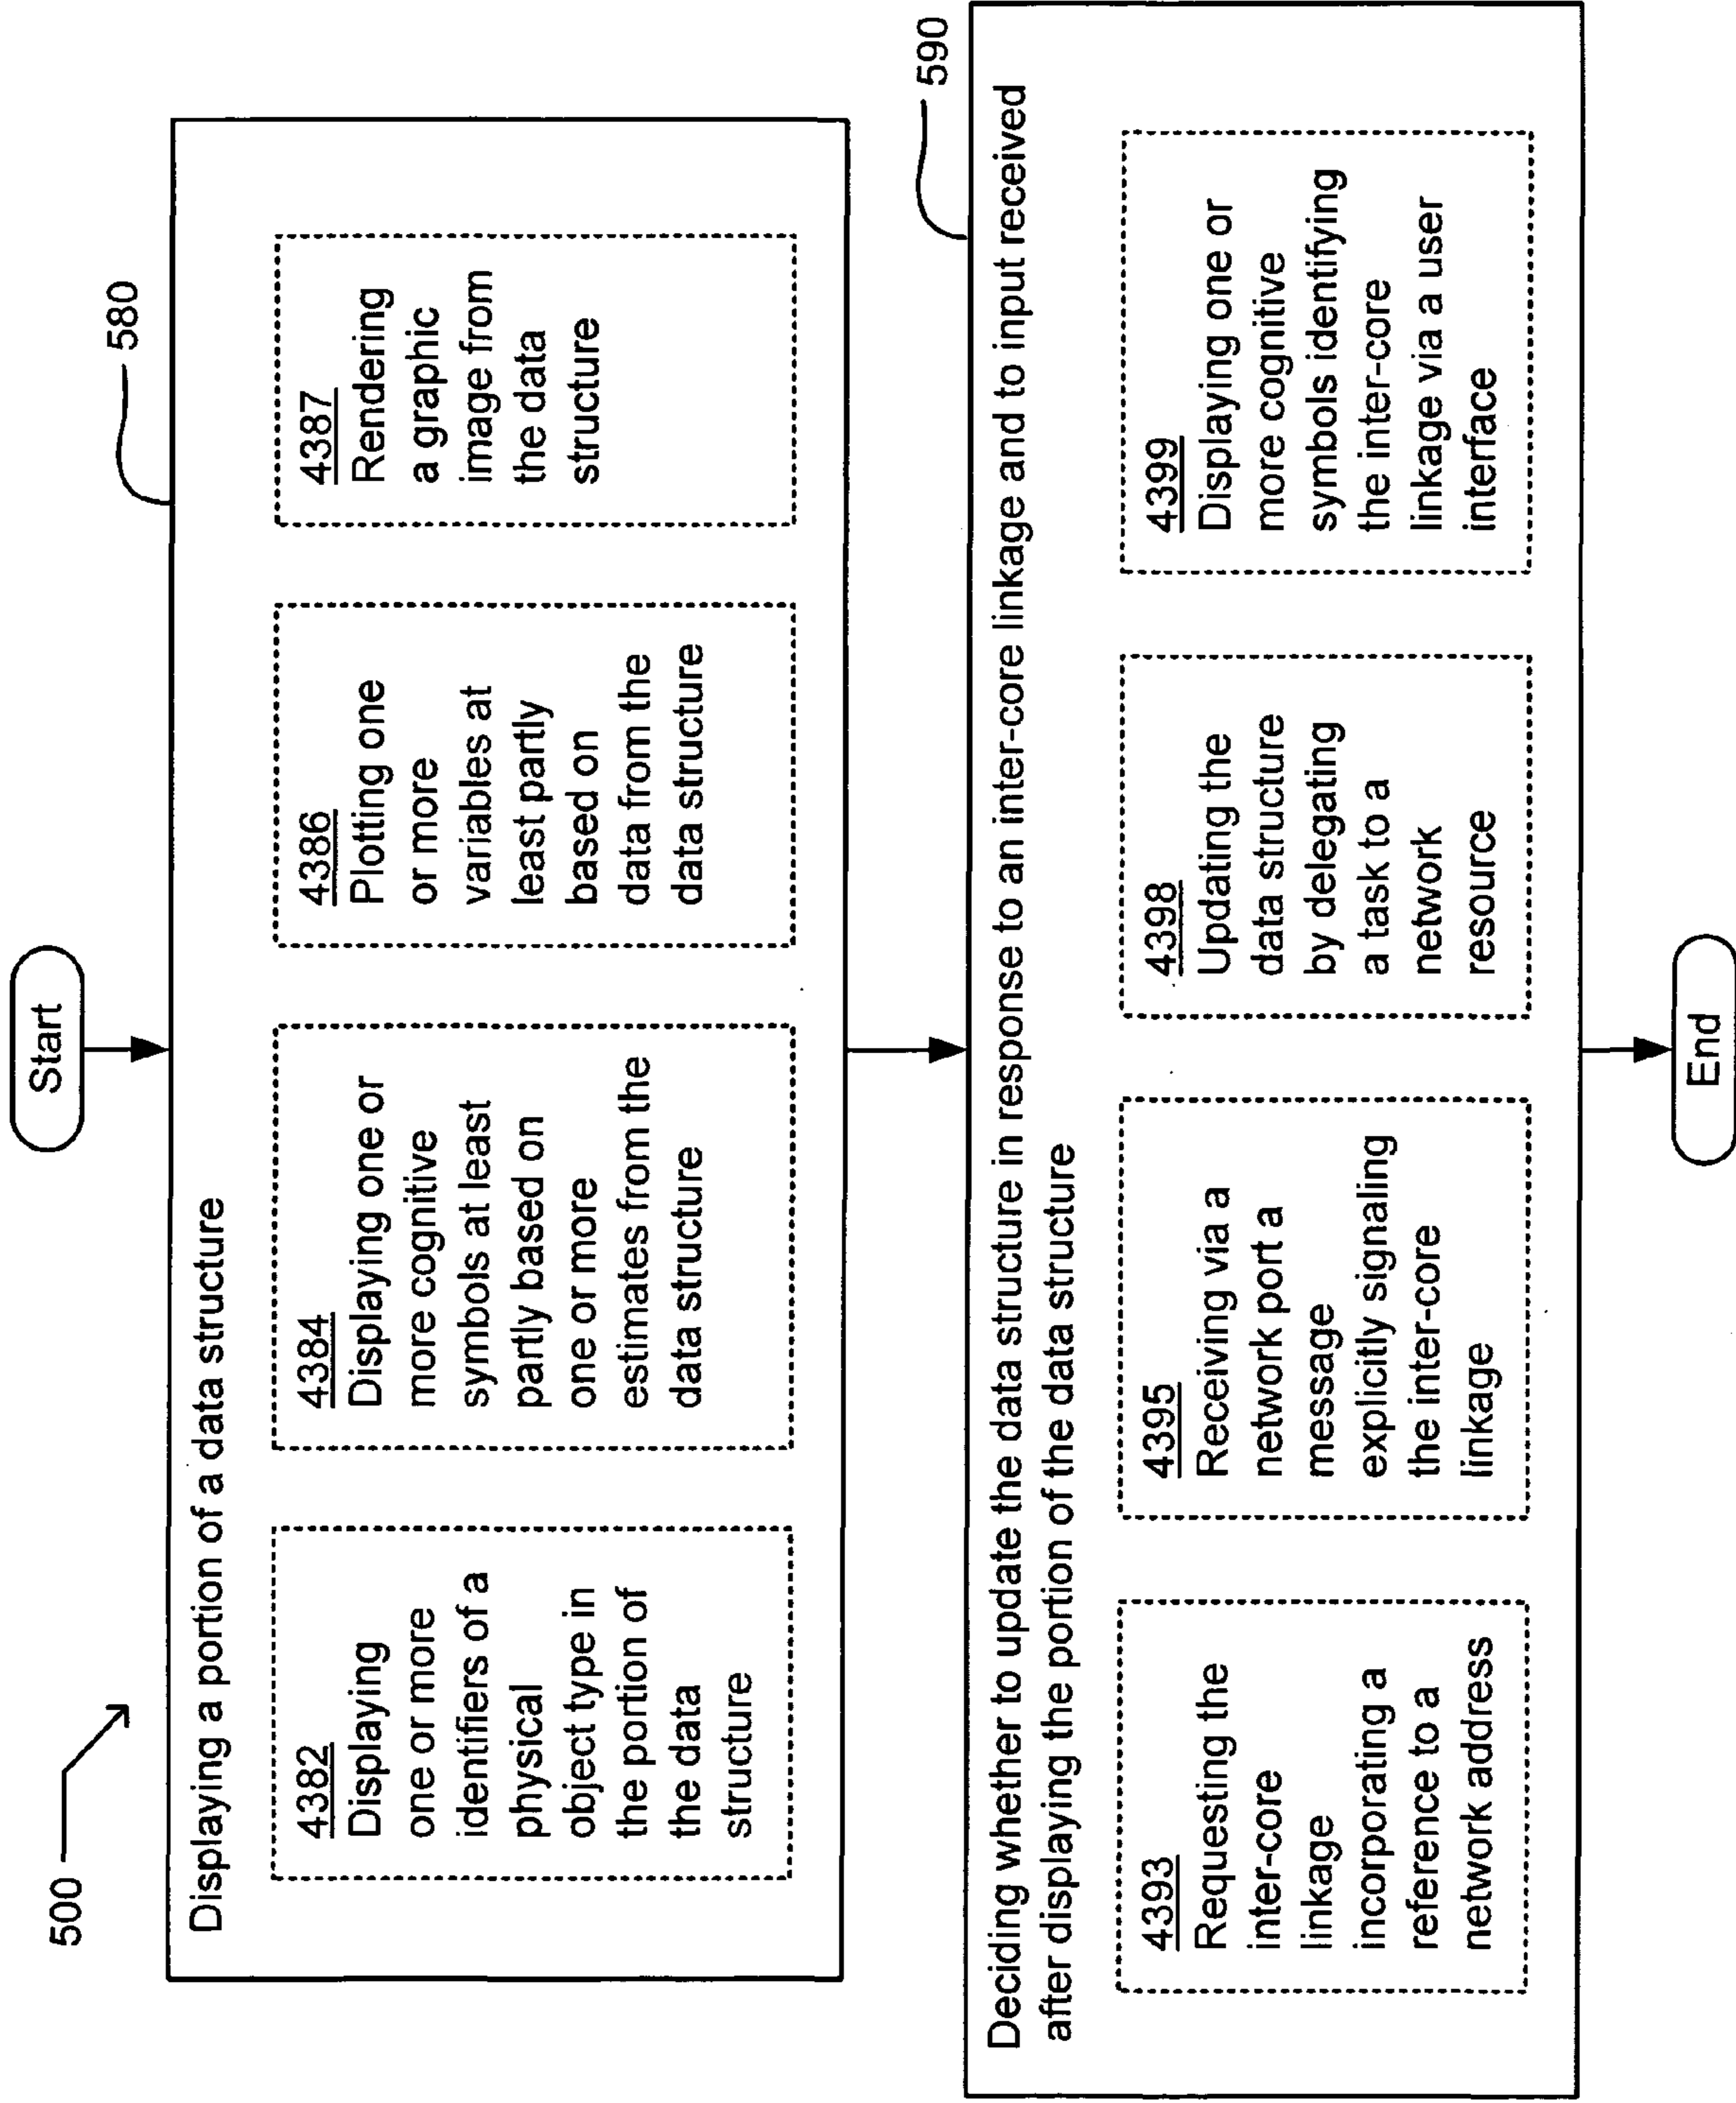 500
Start
580
Displaying a portion of a data structure
4382
Displaying
one or more
identifiers of a
physical
object type in
the portion of
the data
structure
4384
Displaying one or
more cognitive
symbols at least
partly based on
one or more
estimates from the
data structure
4386
Plotting one
or more
variables at
least partly
based on
data from the
data structure
4387
Rendering
a graphic
image from
the data
structure
590
Deciding whether to update the data structure in response to an inter-core linkage and to input received
after displaying the portion of the data structure
4393
Requesting the
inter-core
linkage
incorporating a
reference to a
network address
4395
Receiving via a
network port a
message
explicitly signaling
the inter-core
linkage
4398
Updating the
data structure
by delegating
a task to a
network
resource
4399
Displaying one or
more cognitive
symbols identifying
the inter-core
linkage via a user
interface
End